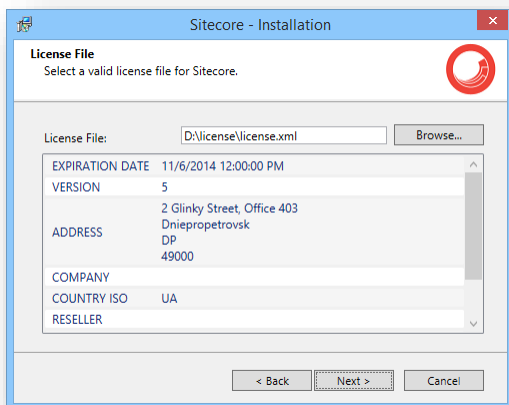 Sitecore - Installation
License File
Select a valid license file for Sitecore.
License File: D:\license\license.xml Browse...
EXPIRATION DATE 11/6/2014 12:00:00 PM
VERSION 5
ADDRESS 2 Glinky Street, Office 403
Dniepropetrovsk
DP
49000
COMPANY
COUNTRY ISO UA
RESELLER
< Back Next > Cancel